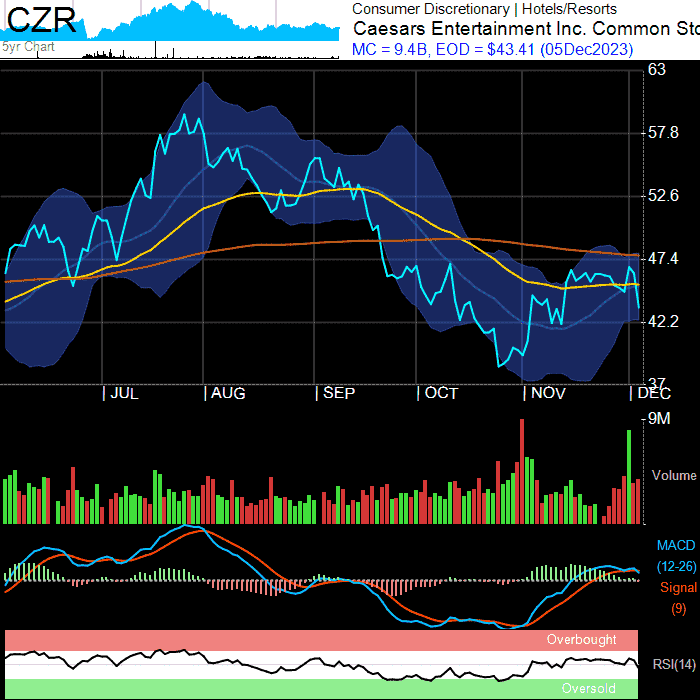 CZR
5yr Chart
Consumer Discretionary | Hotels/Resorts
Caesars Entertainment Inc. Common Sto
MC = 9.4B, EOD = $43.41 (05Dec2023)
63
57.8
52.6
47.4
42.2
37
| JUL | AUG | SEP | OCT | NOV | DEC
9M
Volume
MACD
(12-26)
Signal
(9)
Overbought
RSI(14)
Oversold